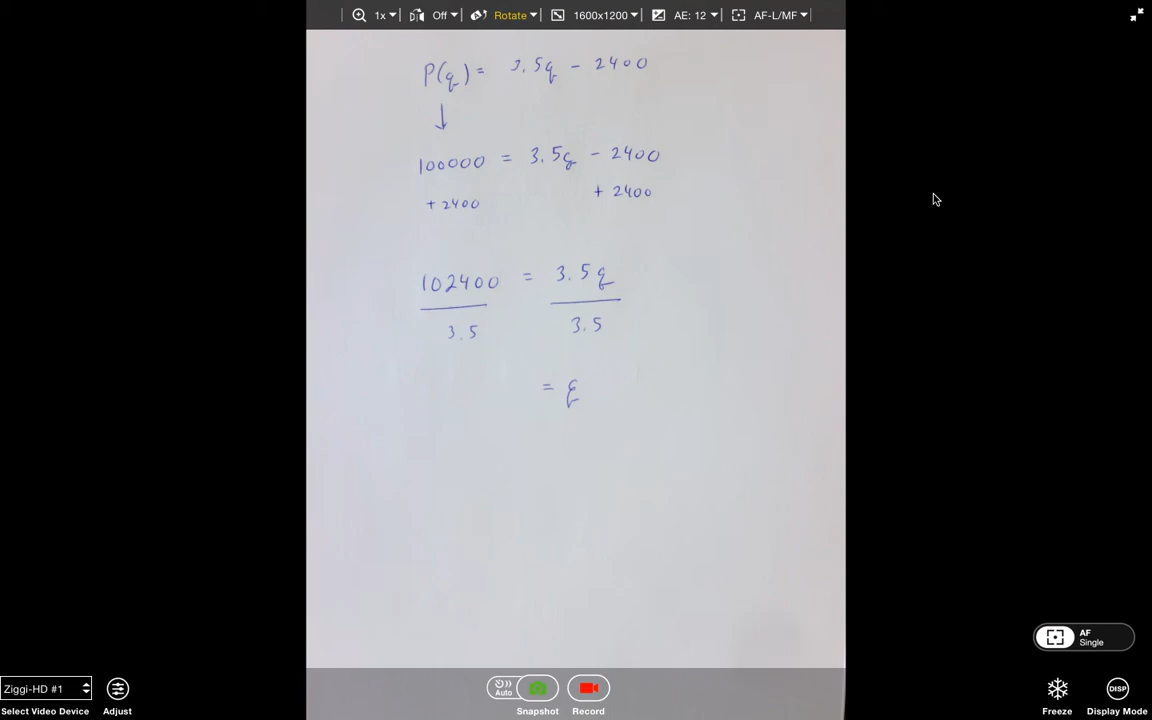 1x Off Rotate 1600x1200 AE: 12 AF-L/MF
P(q) = 3.5q - 2400
↓
100000 = 3.5q - 2400
+ 2400 + 2400
102400 = 3.5q
3.5 3.5
= q
AF
Single
Ziggi-HD #1
Auto
Select Video Device Adjust Snapshot Record Freeze Display Mode
DISP